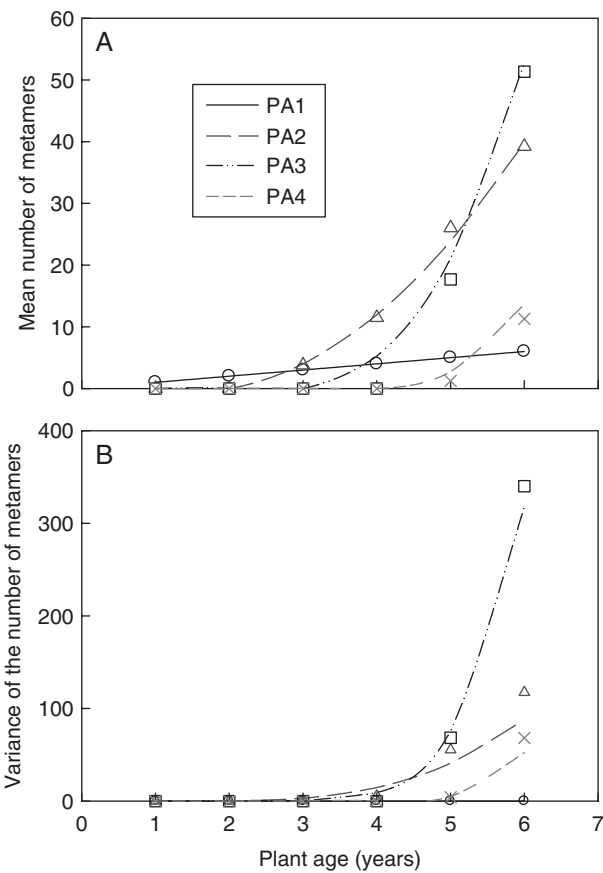 A
Mean number of metamers
60
50
40
30
20
10
0
PA1
PA2
PA3
PA4
B
Variance of the number of metamers
400
300
200
100
0
0 1 2 3 4 5 6 7
Plant age (years)